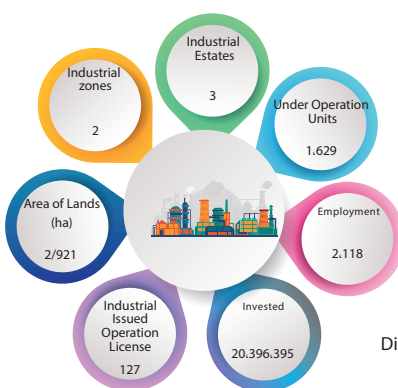 Industrial
Estates
3
Under Operation
Units
1.629
Employment
2.118
Invested
20.396.395
Industrial
Issued
Operation
License
127
Area of Lands
(ha)
2/921
Industrial
zones
2
Di